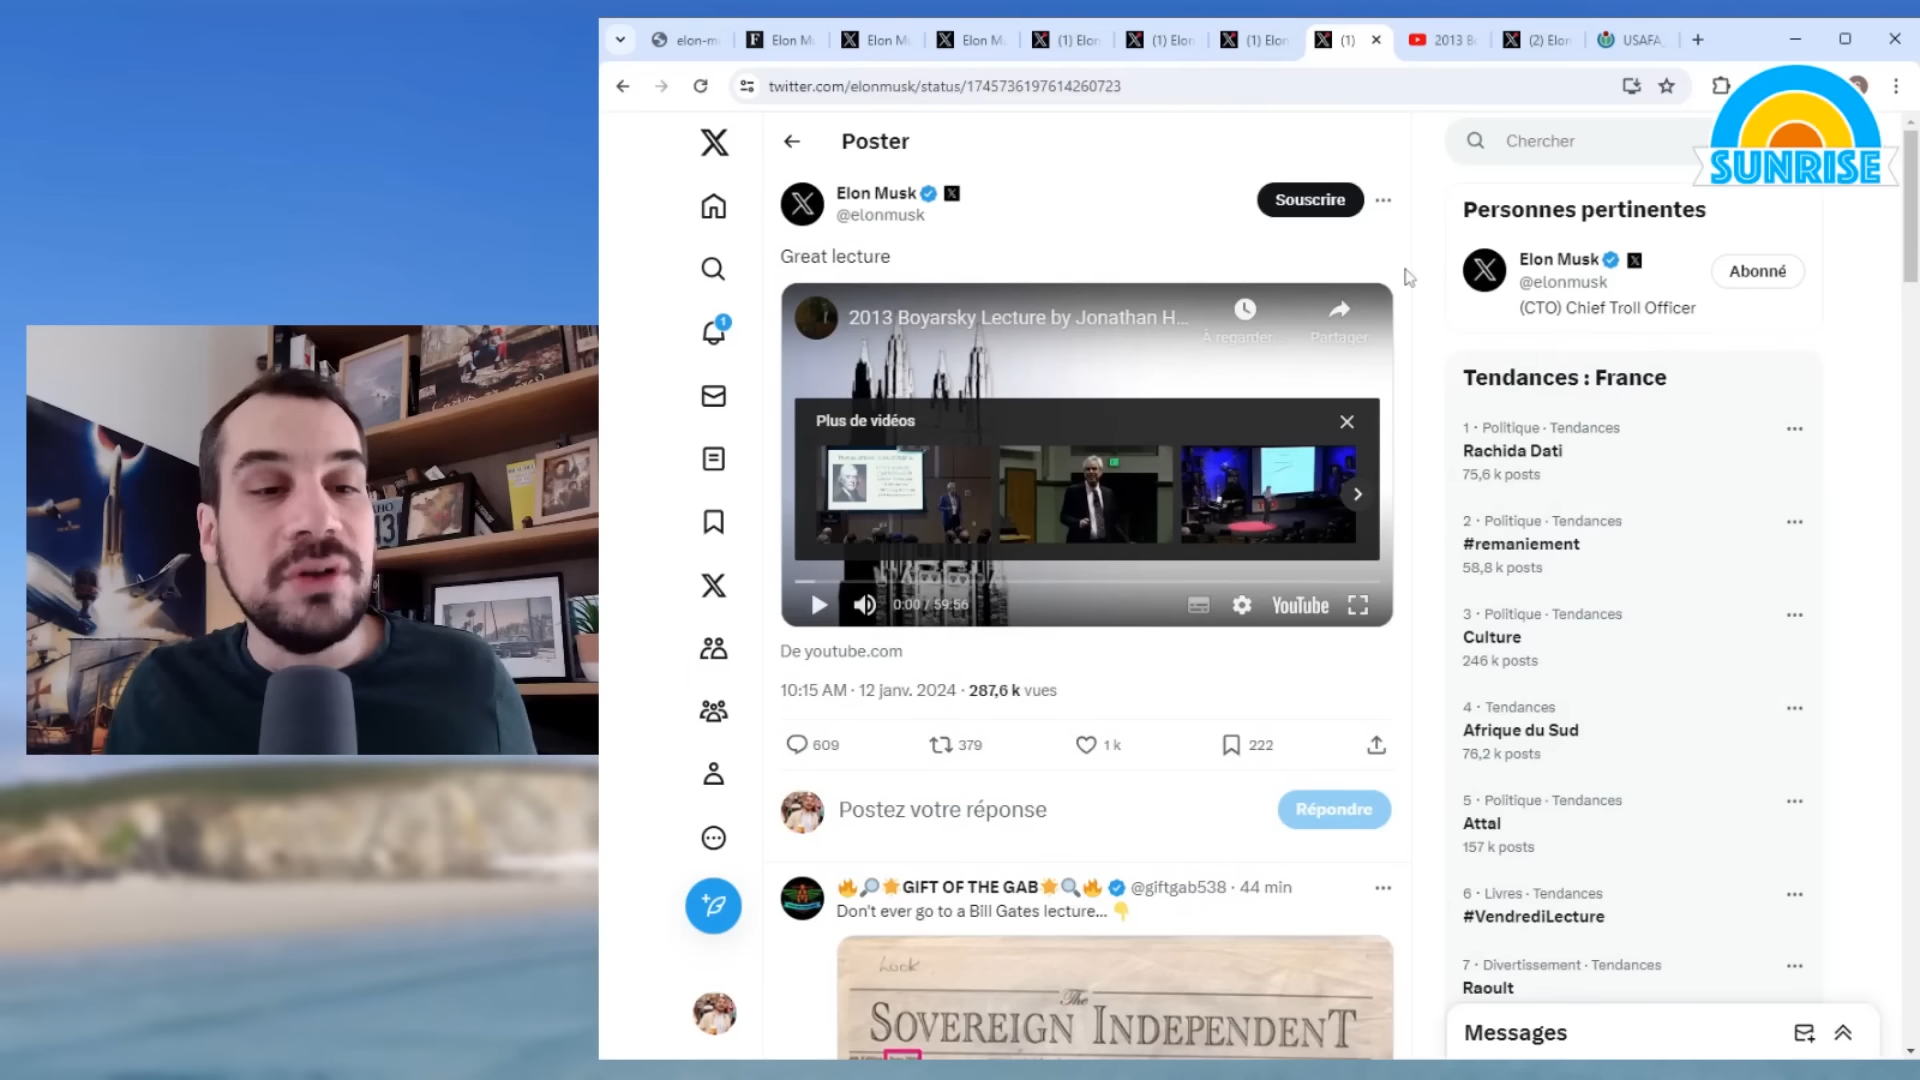 elon-m
Elon M
Elon M
Elon M
(1) Elon
(1) Elon
(1) Elon
(1)
2013 B
(2) Elon
USAFA_
twitter.com/elonmusk/status/1745736197614260723
SUNRISE
Poster
Chercher
Elon Musk
@elonmusk
Souscrire
Great lecture
2013 Boyarsky Lecture by Jonathan H...
À regarder
Partager
Plus de vidéos
0:00 / 59:56
YouTube
De youtube.com
10:15 AM · 12 janv. 2024 · 287,6 k vues
609
379
1 k
222
Postez votre réponse
Répondre
GIFT OF THE GAB
@giftgab538 · 44 min
Don't ever go to a Bill Gates lecture...
Look
The
SOVEREIGN INDEPENDENT
Personnes pertinentes
Elon Musk
@elonmusk
Abonné
(CTO) Chief Troll Officer
Tendances : France
1 · Politique · Tendances
Rachida Dati
75,6 k posts
2 · Politique · Tendances
#remaniement
58,8 k posts
3 · Politique · Tendances
Culture
246 k posts
4 · Tendances
Afrique du Sud
76,2 k posts
5 · Politique · Tendances
Attal
157 k posts
6 · Livres · Tendances
#VendrediLecture
7 · Divertissement · Tendances
Raoult
Messages
1